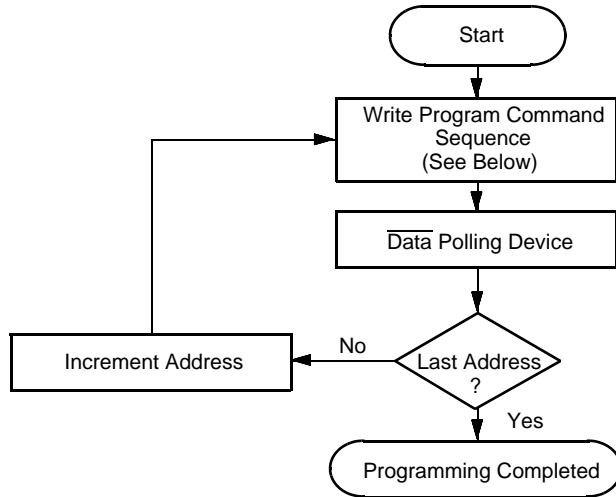 Start
Write Program Command
Sequence
(See Below)
Data Polling Device
No
Increment Address
Last Address
?
Yes
Programming Completed